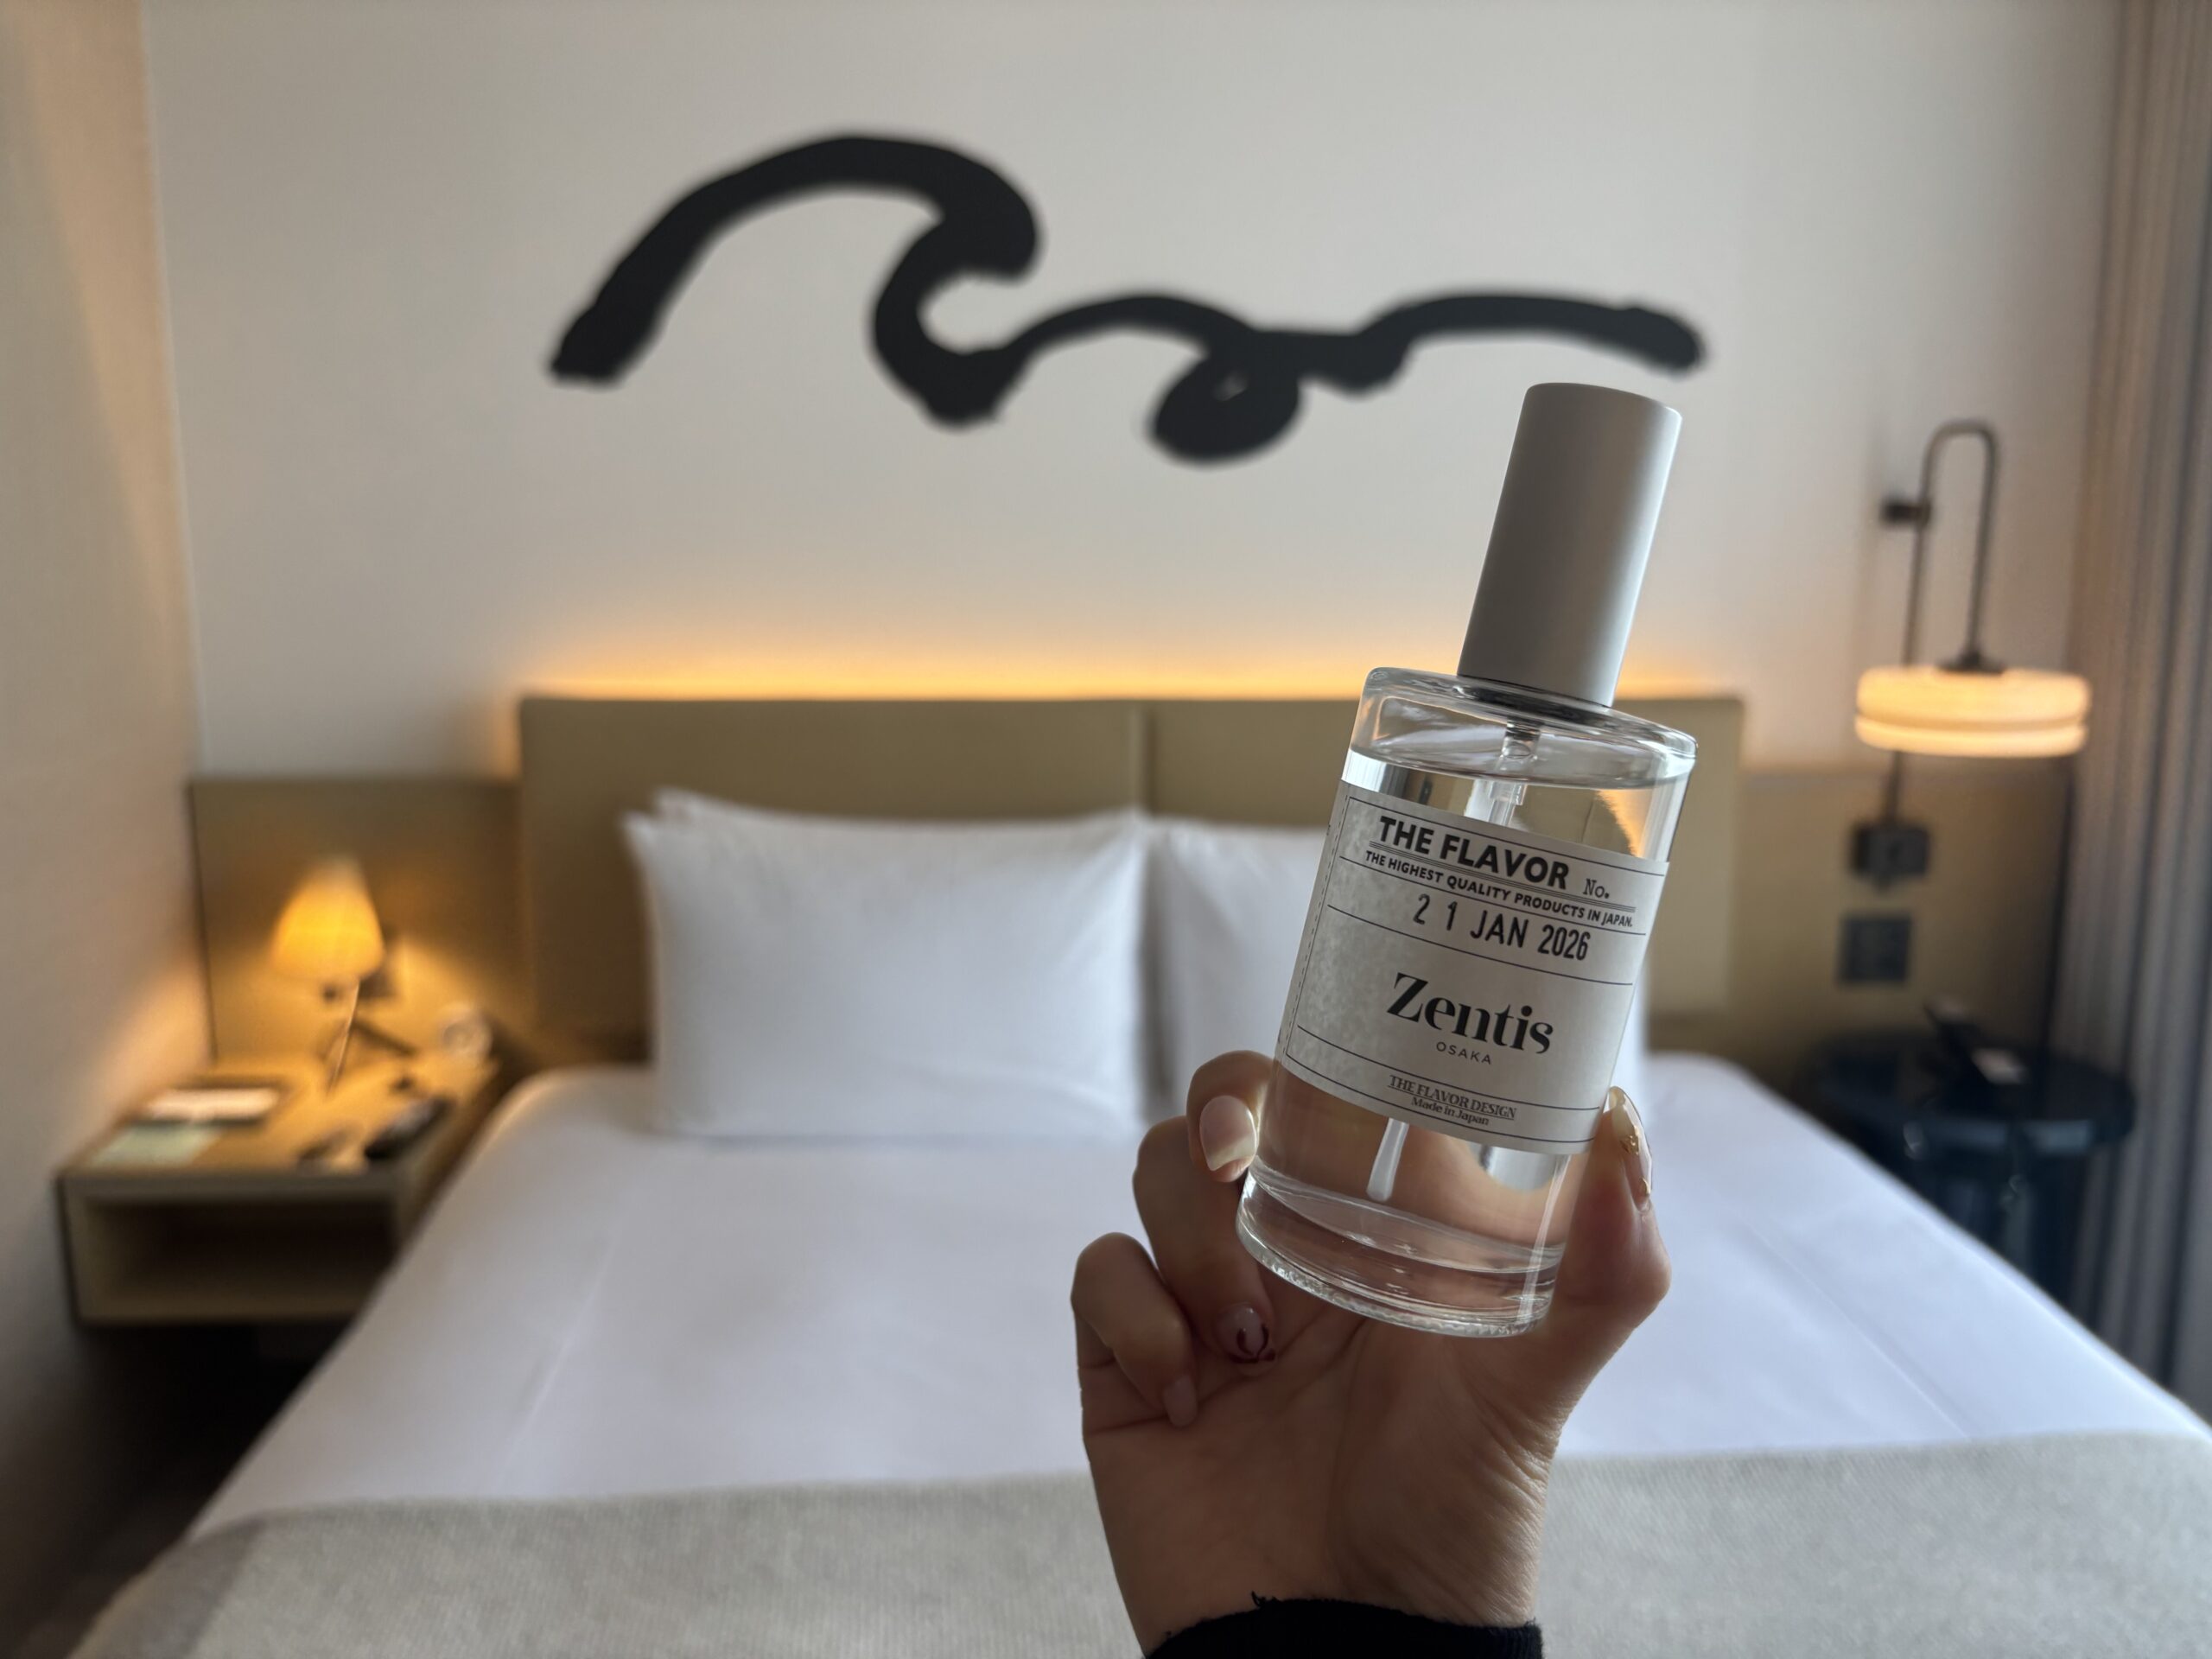 THE FLAVOR No.
THE HIGHEST QUALITY PRODUCTS IN JAPAN.
2 1 JAN 2026
Zentis
OSAKA
THE FLAVOR DESIGN
Made in Japan